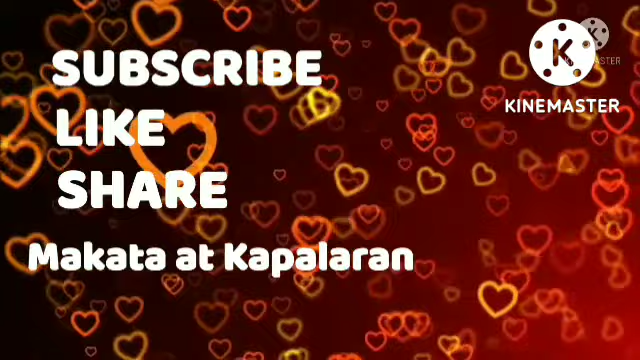 SUBSCRIBE
LIKE
SHARE
Makata at Kapalaran
K
KINEMASTER